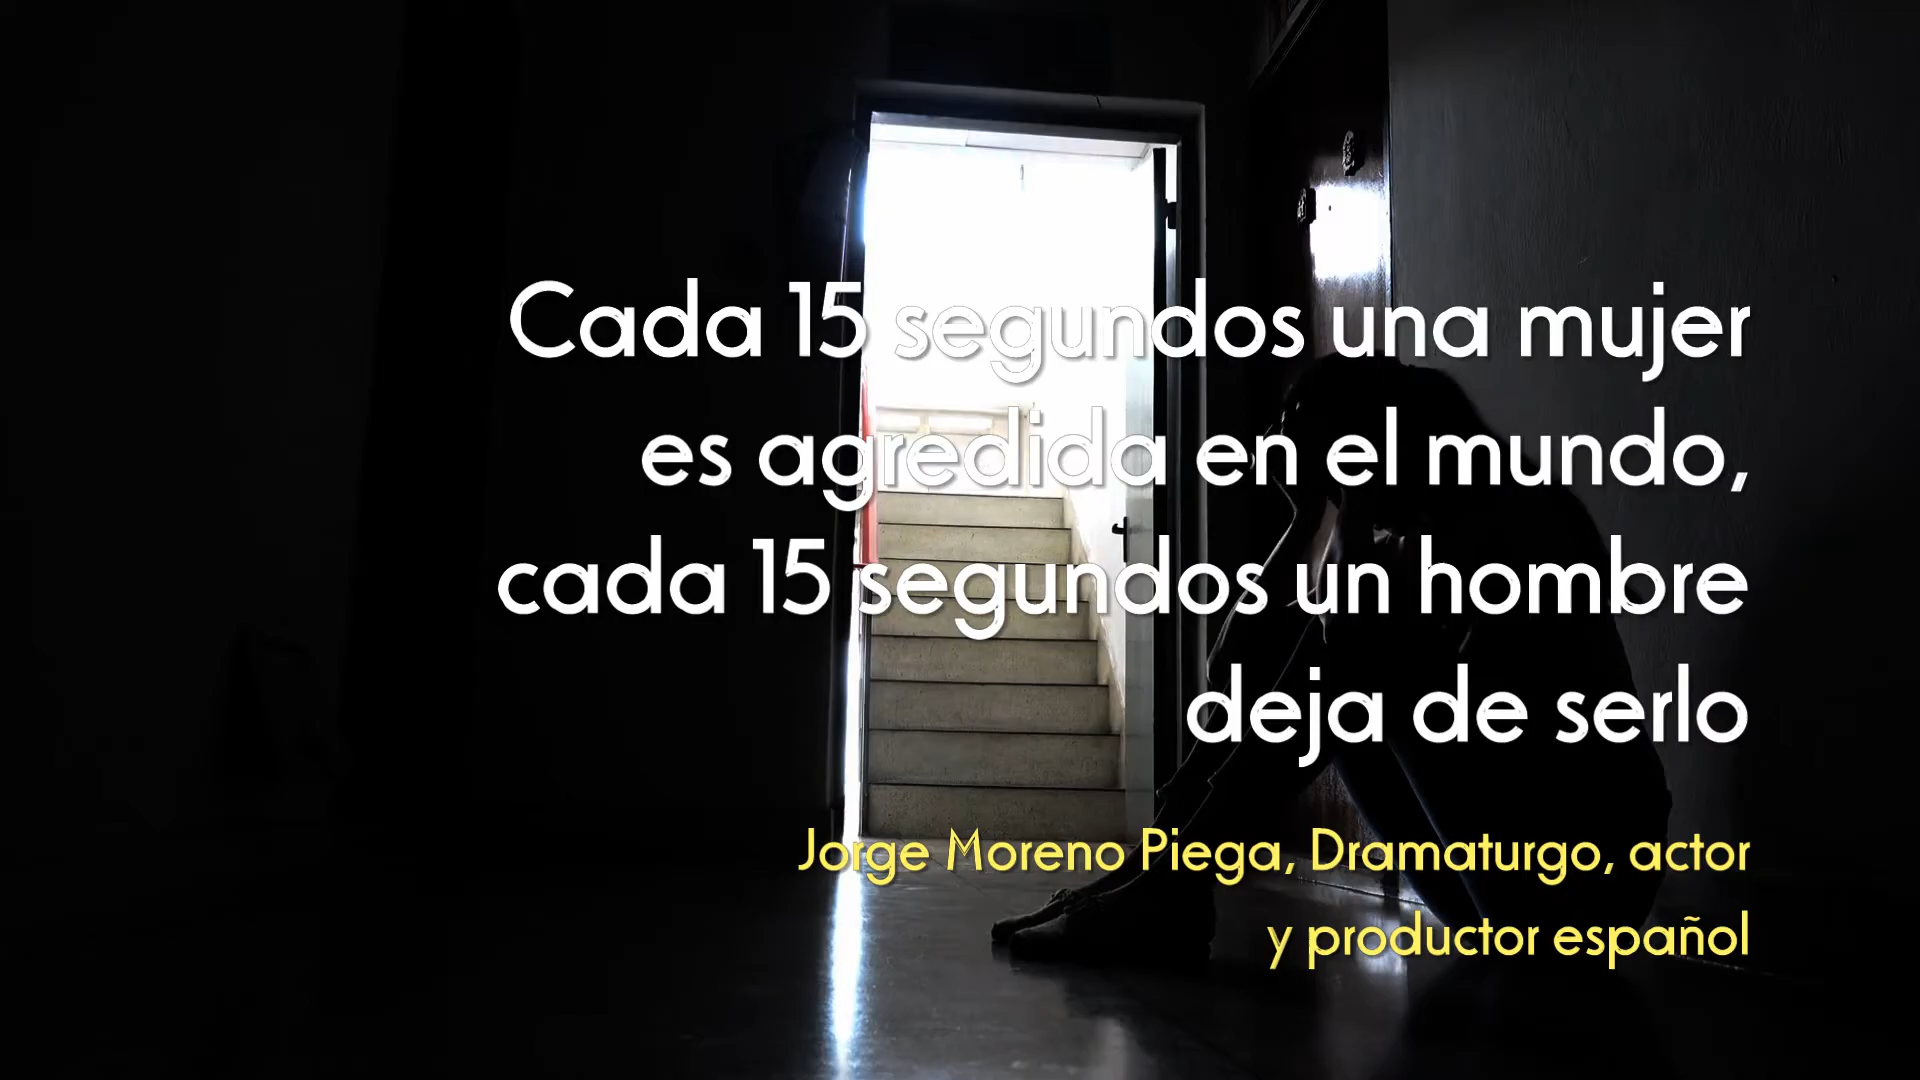 Cada 15 segundos una mujer
es agredida en el mundo,
cada 15 segundos un hombre
deja de serlo
Jorge Moreno Piega, Dramaturgo, actor
y productor español